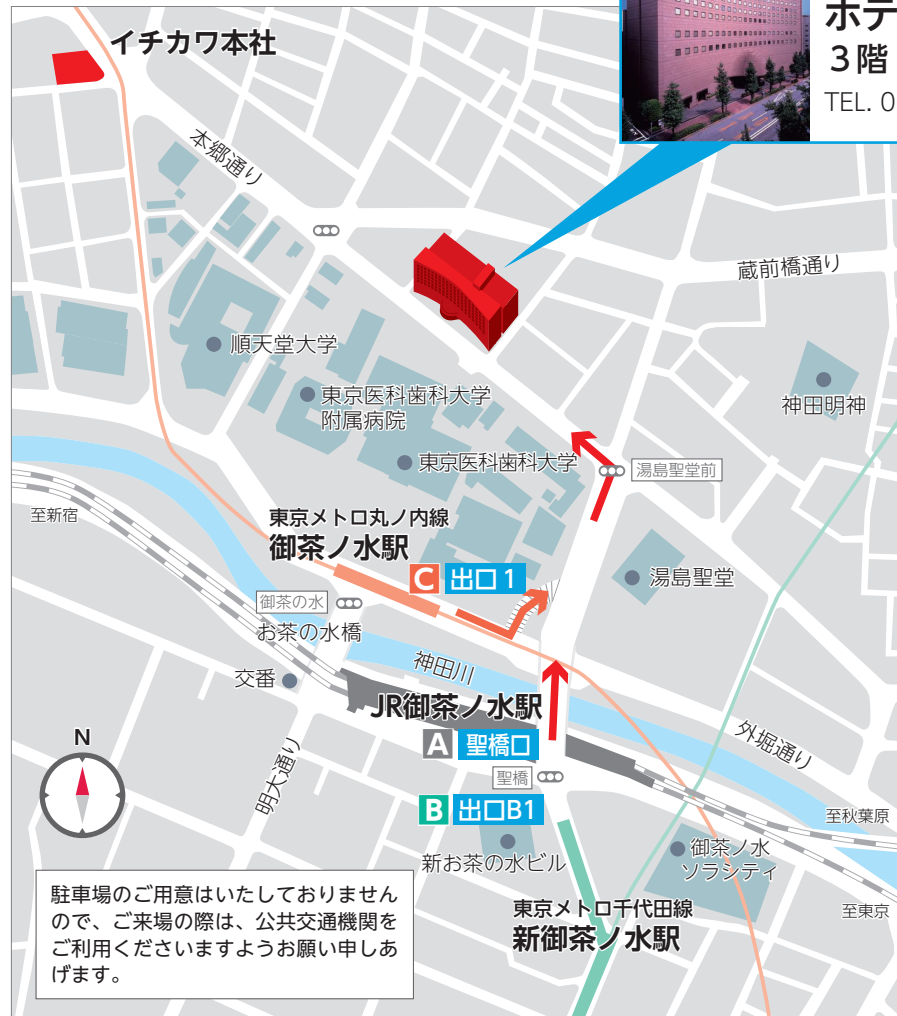 イチカワ本社
ホテ
3階
TEL. 0
本郷通り
蔵前橋通り
順天堂大学
東京医科歯科大学
附属病院
神田明神
東京医科歯科大学
湯島聖堂前
至新宿
東京メトロ丸ノ内線
御茶ノ水駅
C 出口1
湯島聖堂
御茶の水
お茶の水橋
神田川
交番
JR御茶ノ水駅
A 聖橋口
外堀通り
N
明大通り
聖橋
B 出口B1
至秋葉原
新お茶の水ビル
御茶ノ水
ソラシティ
東京メトロ千代田線
新御茶ノ水駅
至東京
駐車場のご用意はいたしておりません
ので、ご来場の際は、公共交通機関を
ご利用くださいますようお願い申しあ
げます。